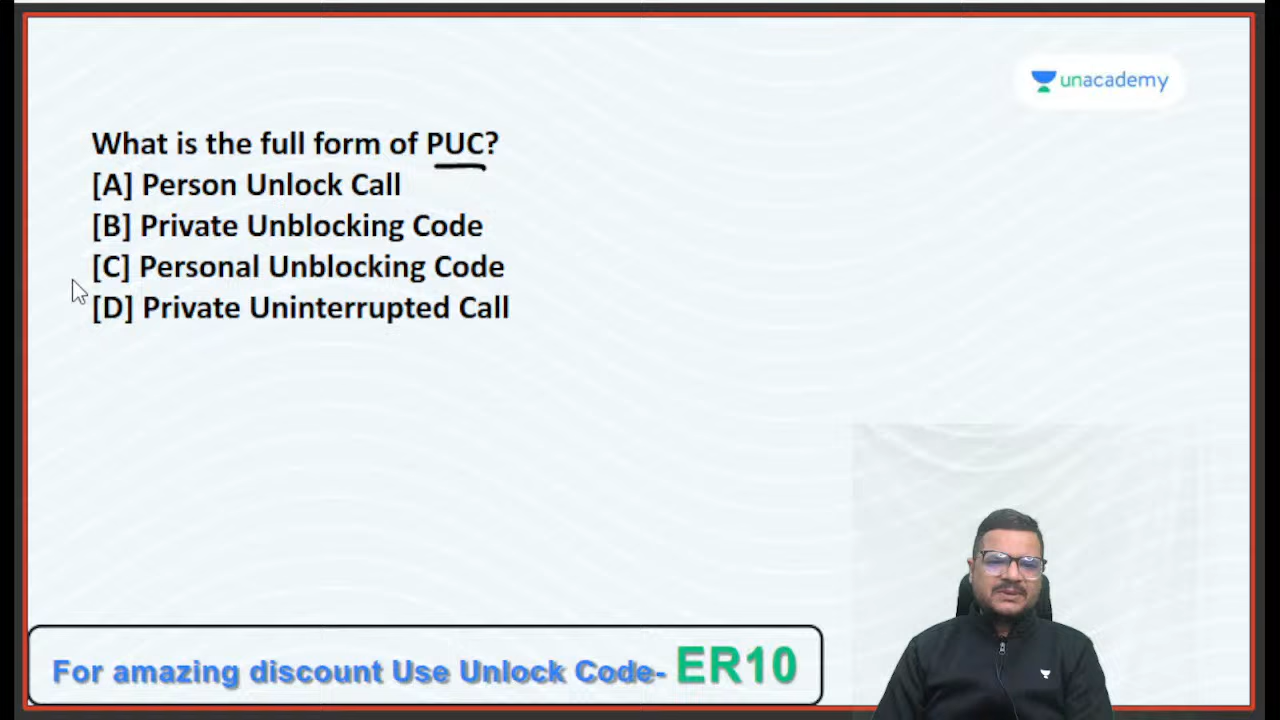 unacademy
What is the full form of PUC?
[A] Person Unlock Call
[B] Private Unblocking Code
[C] Personal Unblocking Code
[D] Private Uninterrupted Call
For amazing discount Use Unlock Code- ER10